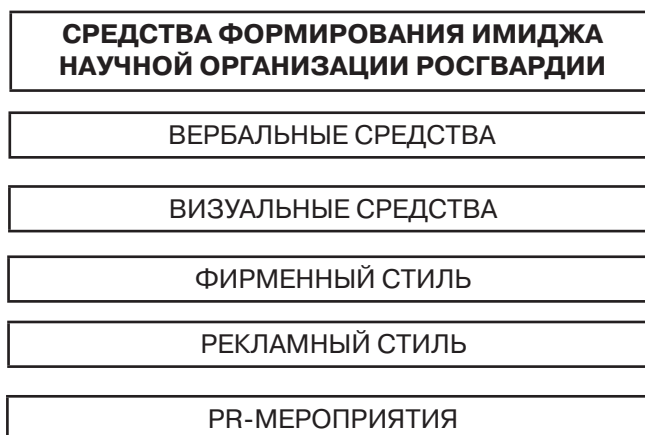 СРЕДСТВА ФОРМИРОВАНИЯ ИМИДЖА
НАУЧНОЙ ОРГАНИЗАЦИИ РОСГВАРДИИ
ВЕРБАЛЬНЫЕ СРЕДСТВА
ВИЗУАЛЬНЫЕ СРЕДСТВА
ФИРМЕННЫЙ СТИЛЬ
РЕКЛАМНЫЙ СТИЛЬ
PR-МЕРОПРИЯТИЯ